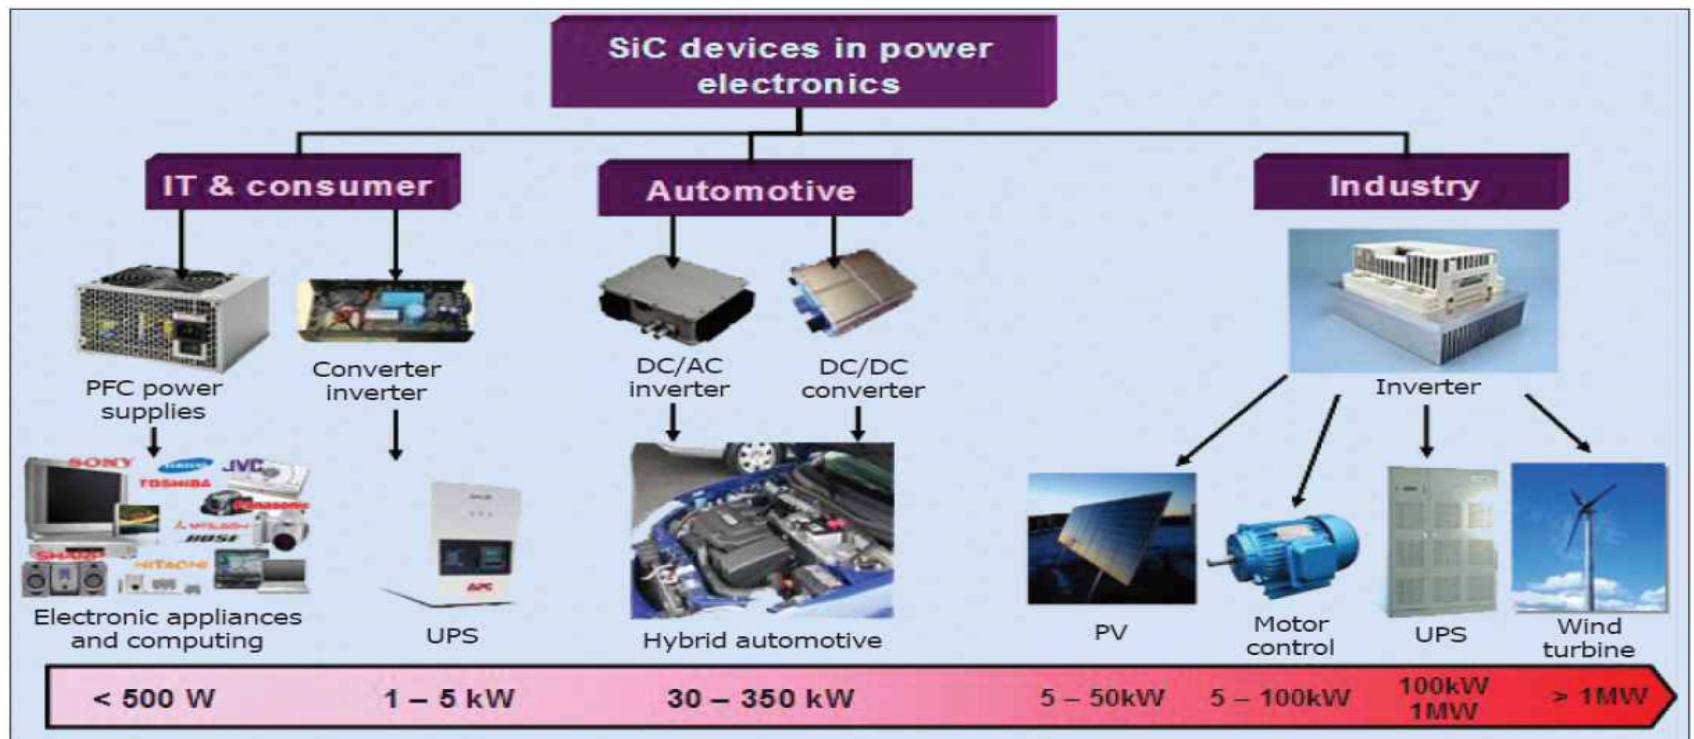 SiC devices in power
electronics
IT & consumer
Automotive
Industry
PFC power
supplies
Converter
inverter
DC/AC
inverter
DC/DC
converter
Inverter
SONY
JVC
TOSHIBA
Panasonic
BOSE
SHARP
HITACHI
APC
Electronic appliances
and computing
UPS
Hybrid automotive
PV
Motor
control
UPS
Wind
turbine
< 500 W
1 – 5 kW
30 – 350 kW
5 – 50kW
5 – 100kW
100kW
1MW
> 1MW